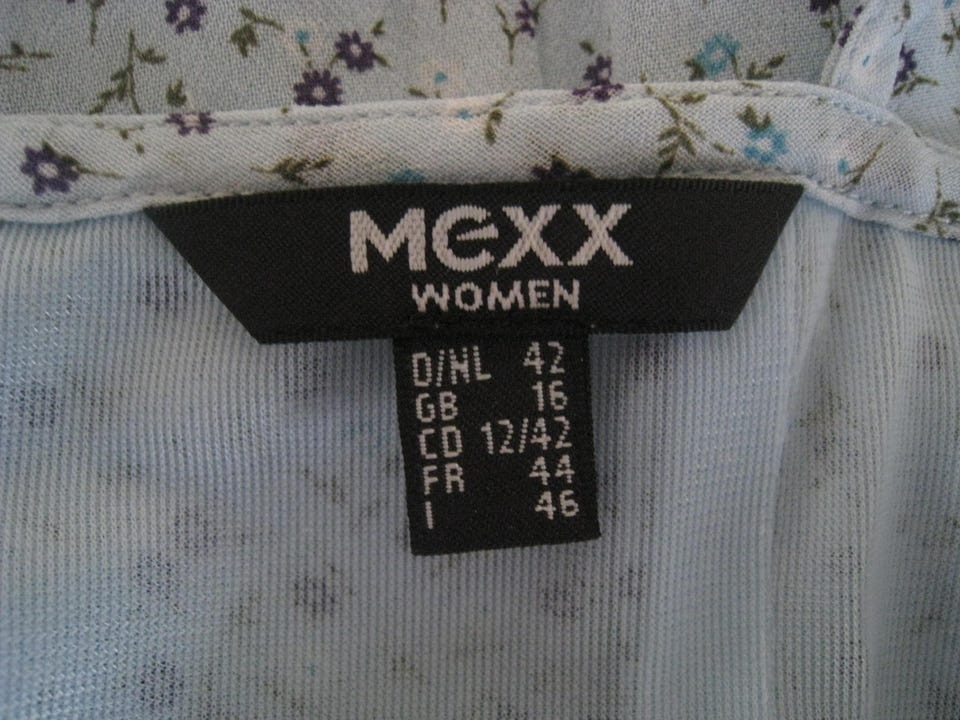 MEXX
WOMEN
D/NL 42
GB 16
CD 12/42
FR 44
I 46